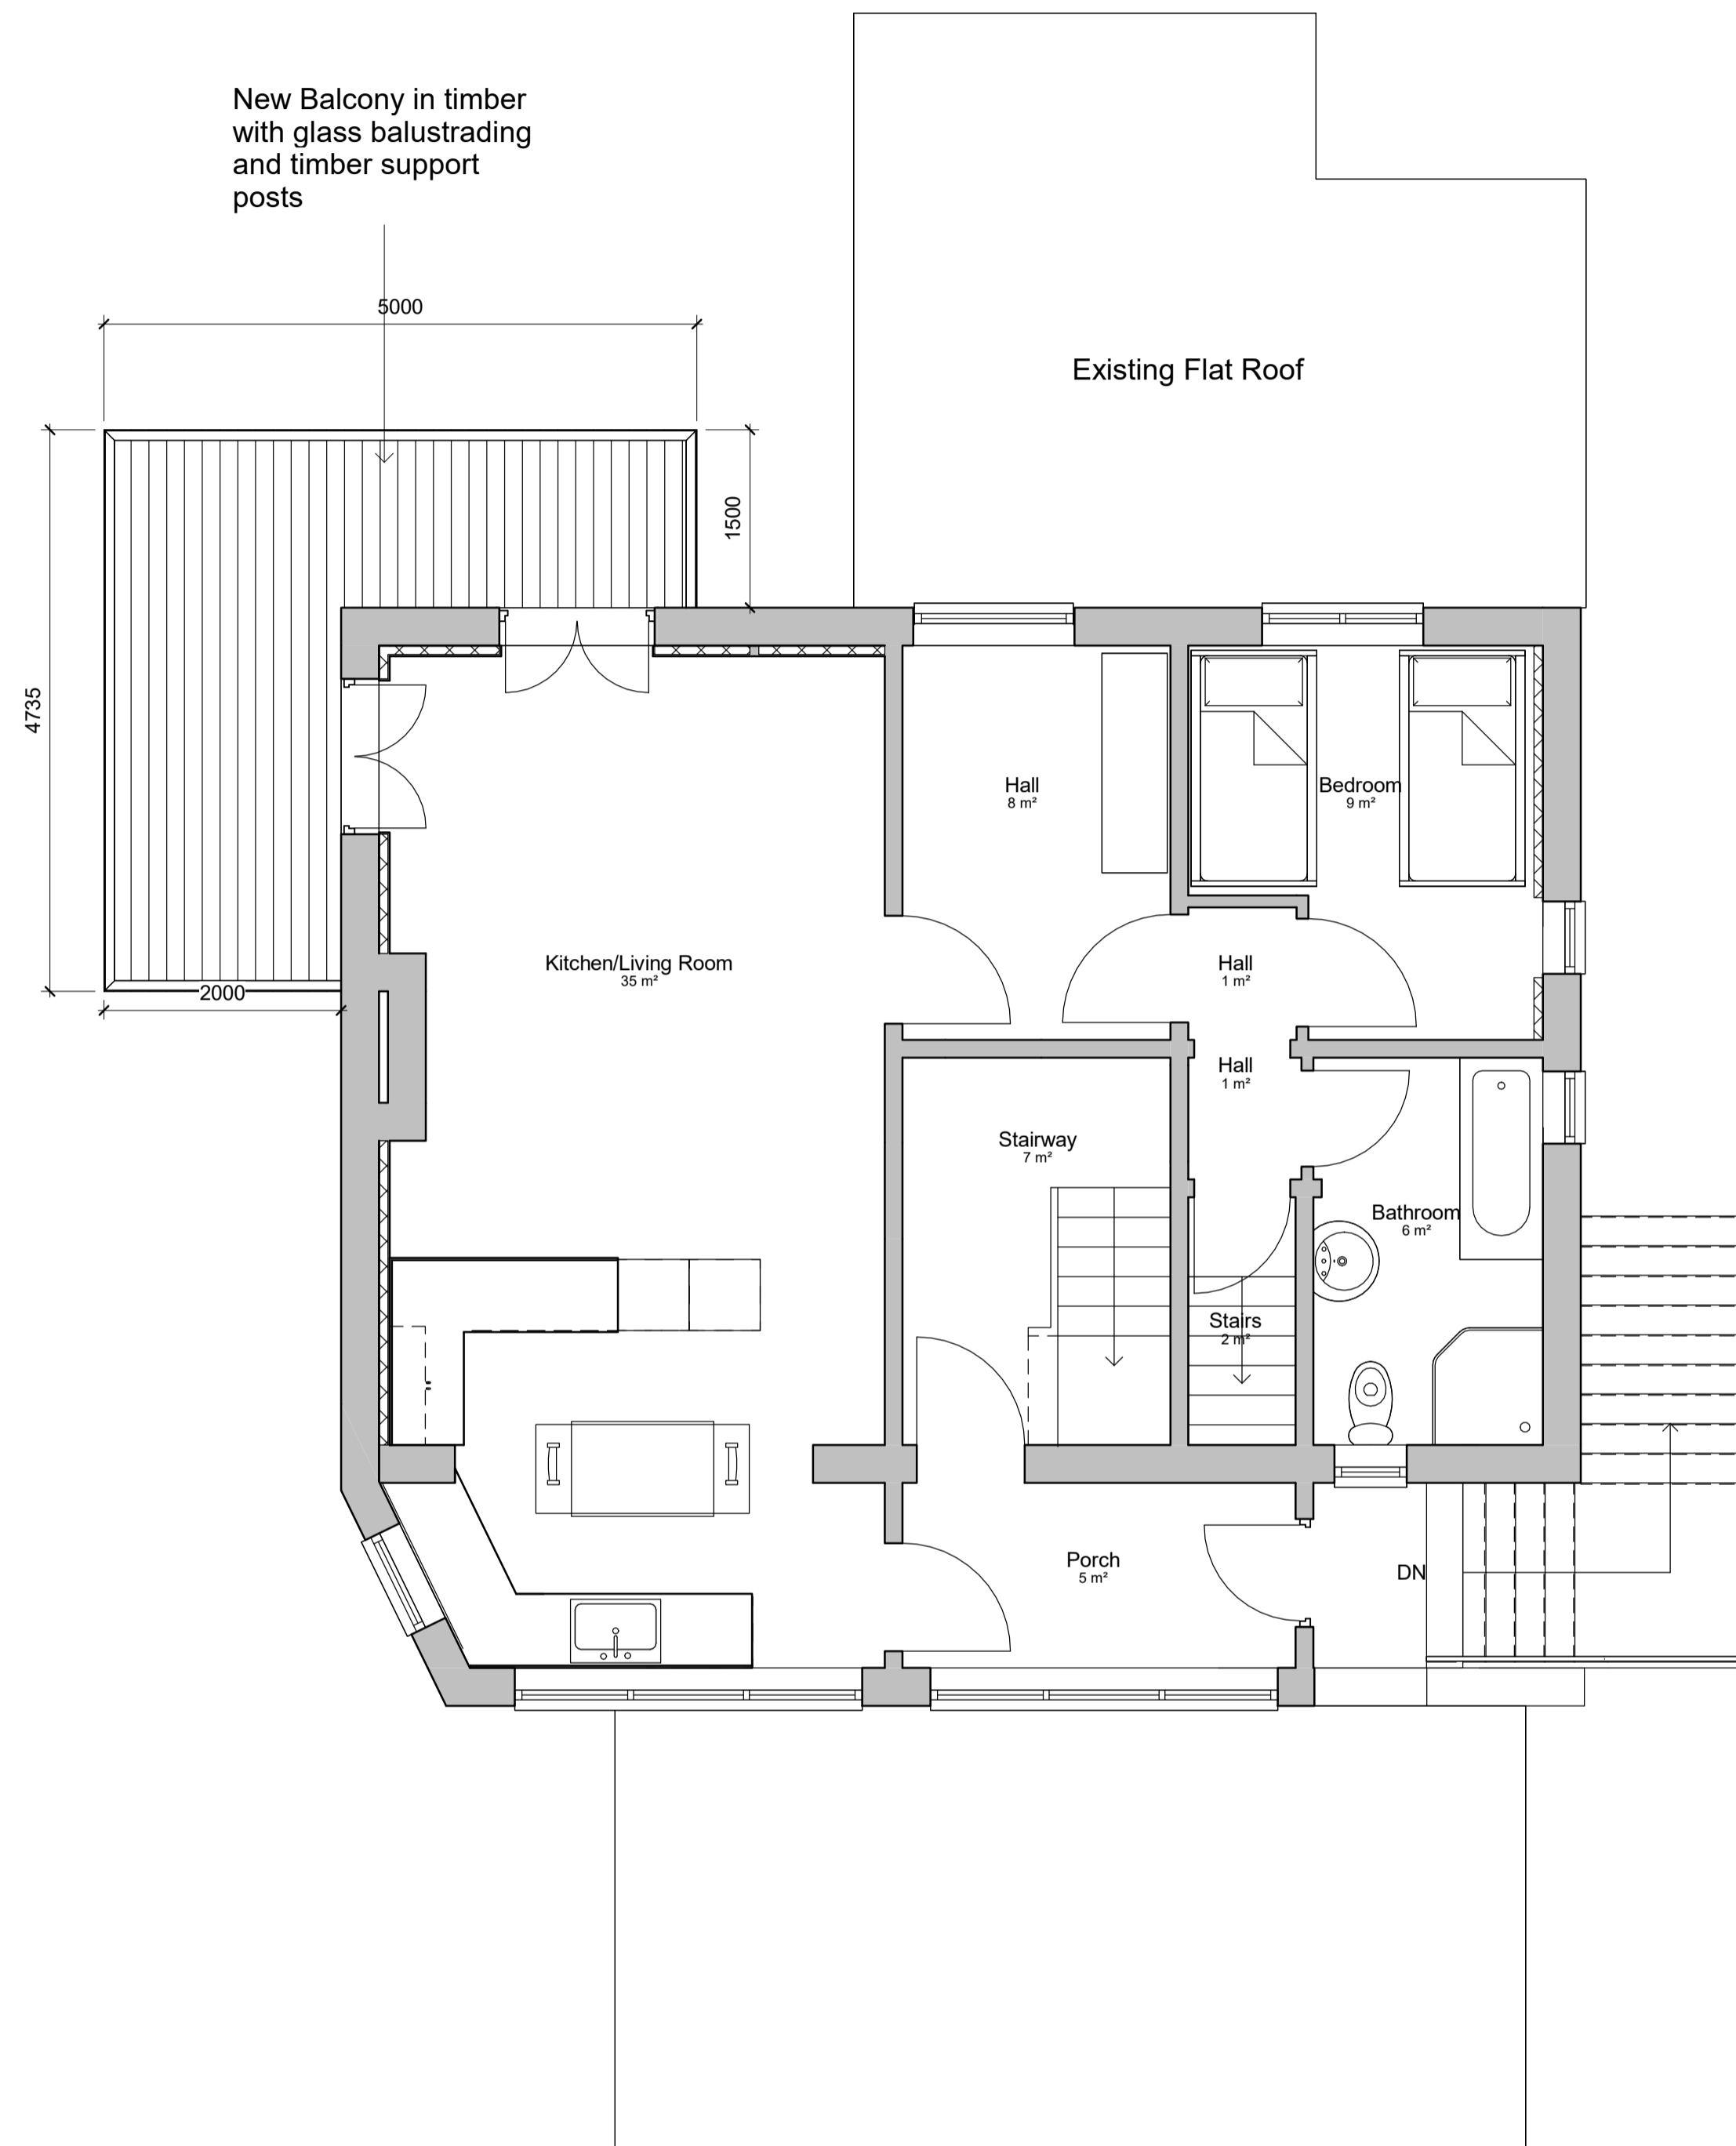 New Balcony in timber
with glass balustrading
and timber support
posts
5000
Existing Flat Roof
1500
4735
2000
Hall
8 m²
Bedroom
9 m²
Kitchen/Living Room
35 m²
Hall
1 m²
Hall
1 m²
Stairway
7 m²
Bathroom
6 m²
Stairs
2 m²
Porch
5 m²
DN